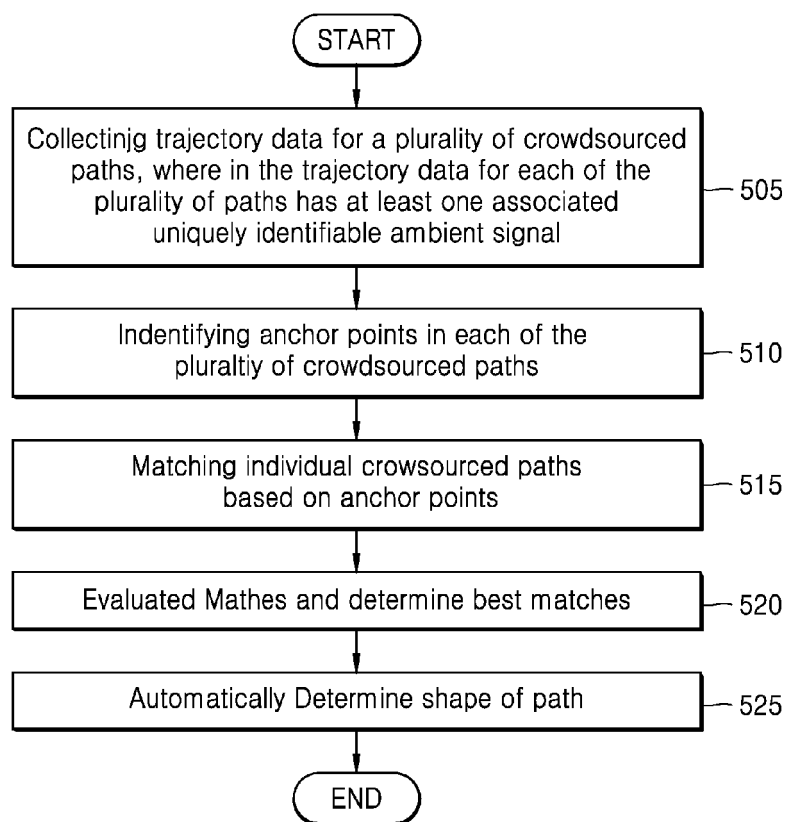 START
Collectinjg trajectory data for a plurality of crowdsourced
paths, where in the trajectory data for each of the
plurality of paths has at least one associated
uniquely identifiable ambient signal
505
Indentifying anchor points in each of the
pluraltiy of crowdsourced paths
510
Matching individual crowsourced paths
based on anchor points
515
Evaluated Mathes and determine best matches
520
Automatically Determine shape of path
525
END